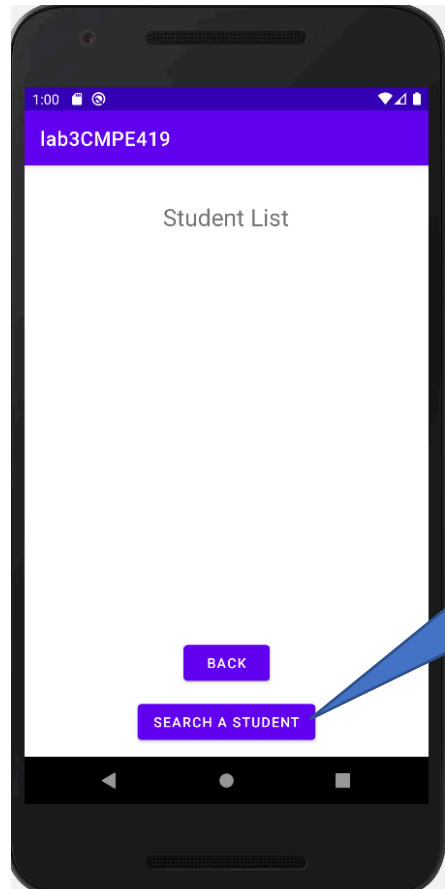 1:00
lab3CMPE419
Student List
BACK
SEARCH A STUDENT